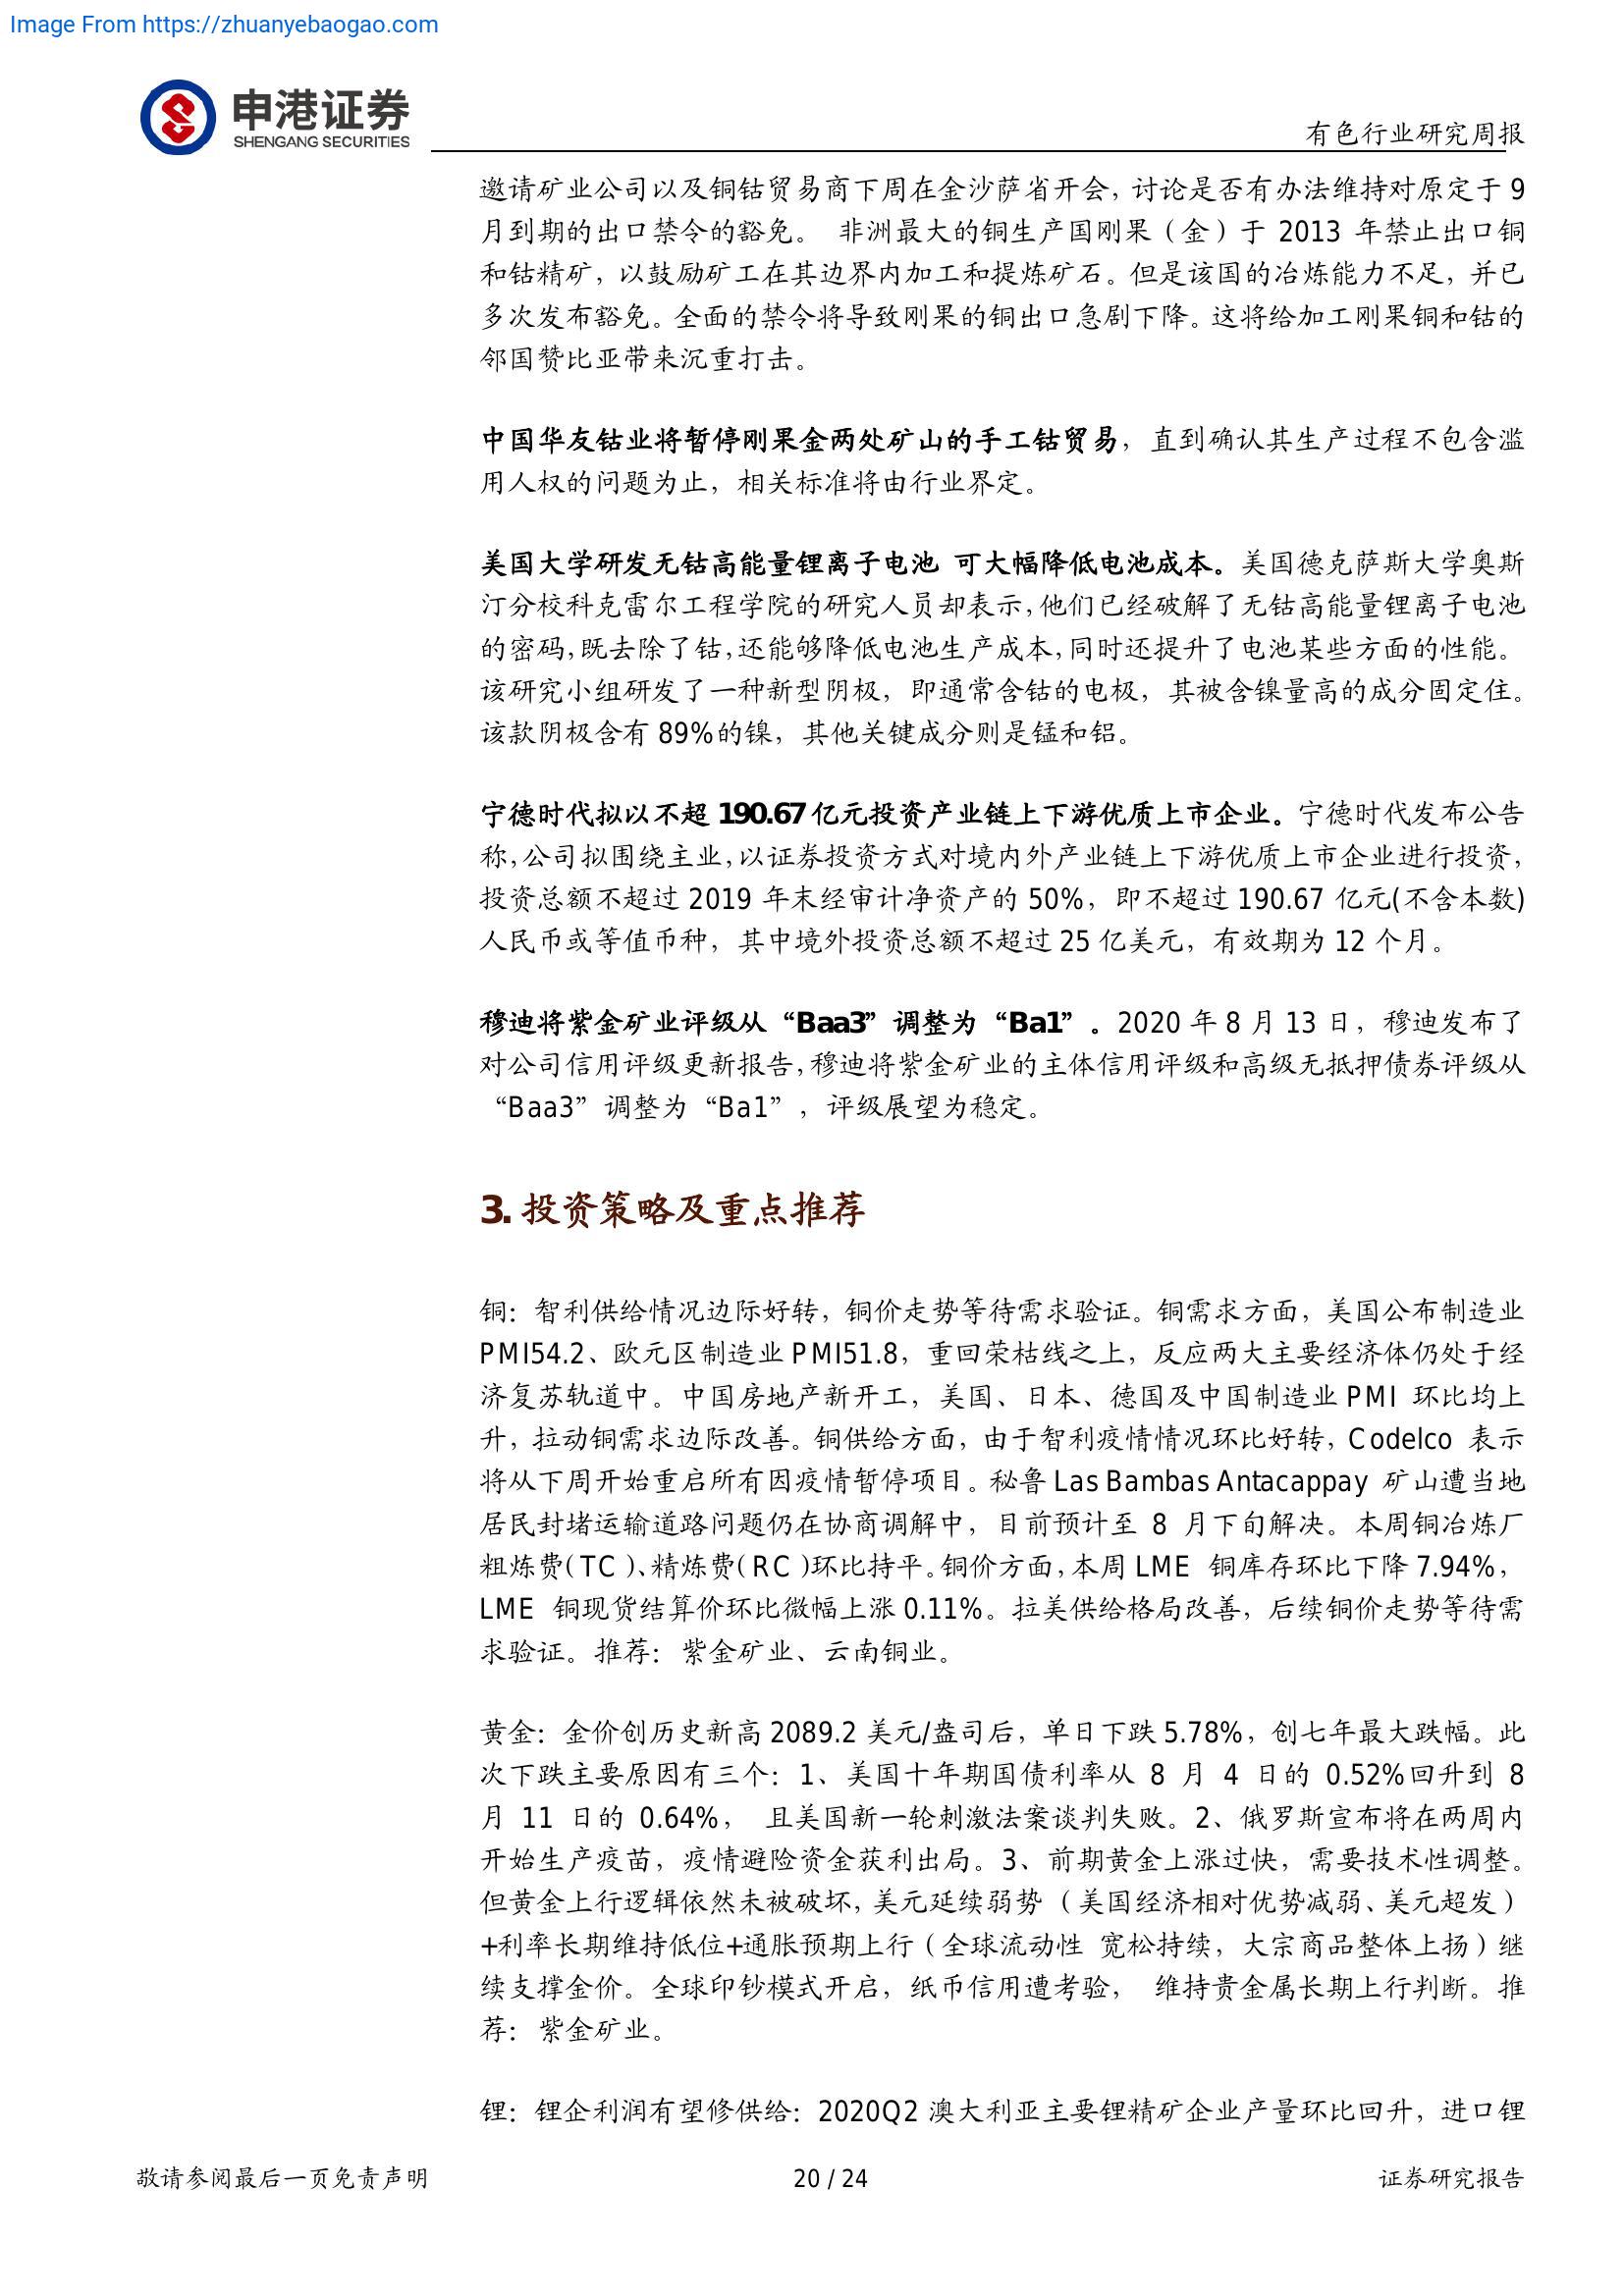 Image From https://zhuanyebaogao.com
申港证券
SHENGANG SECURITIES
有色行业研究周报
邀请矿业公司以及铜钴贸易商下周在金沙萨省开会，讨论是否有办法维持对原定于 9
月到期的出口禁令的豁免。 非洲最大的铜生产国刚果（金）于 2013 年禁止出口铜
和钴精矿，以鼓励矿工在其边界内加工和提炼矿石。但是该国的冶炼能力不足，并已
多次发布豁免。全面的禁令将导致刚果的铜出口急剧下降。这将给加工刚果铜和钴的
邻国赞比亚带来沉重打击。
中国华友钴业将暂停刚果金两处矿山的手工钴贸易，直到确认其生产过程不包含滥
用人权的问题为止，相关标准将由行业界定。
美国大学研发无钴高能量锂离子电池 可大幅降低电池成本。美国德克萨斯大学奥斯
汀分校科克雷尔工程学院的研究人员却表示，他们已经破解了无钴高能量锂离子电池
的密码，既去除了钴，还能够降低电池生产成本，同时还提升了电池某些方面的性能。
该研究小组研发了一种新型阴极，即通常含钴的电极，其被含镍量高的成分固定住。
该款阴极含有 89%的镍，其他关键成分则是锰和铝。
宁德时代拟以不超 190.67 亿元投资产业链上下游优质上市企业。宁德时代发布公告
称，公司拟围绕主业，以证券投资方式对境内外产业链上下游优质上市企业进行投资，
投资总额不超过 2019 年末经审计净资产的 50%，即不超过 190.67 亿元(不含本数)
人民币或等值币种，其中境外投资总额不超过 25 亿美元，有效期为 12 个月。
穆迪将紫金矿业评级从“Baa3”调整为“Ba1”。2020 年 8 月 13 日，穆迪发布了
对公司信用评级更新报告，穆迪将紫金矿业的主体信用评级和高级无抵押债券评级从
“Baa3”调整为“Ba1”，评级展望为稳定。
3. 投资策略及重点推荐
铜：智利供给情况边际好转，铜价走势等待需求验证。铜需求方面，美国公布制造业
PMI54.2、欧元区制造业 PMI51.8，重回荣枯线之上，反应两大主要经济体仍处于经
济复苏轨道中。中国房地产新开工，美国、日本、德国及中国制造业 PMI 环比均上
升，拉动铜需求边际改善。铜供给方面，由于智利疫情情况环比好转，Codelco 表示
将从下周开始重启所有因疫情暂停项目。秘鲁 Las Bambas Antacappay 矿山遭当地
居民封堵运输道路问题仍在协商调解中，目前预计至 8 月下旬解决。本周铜冶炼厂
粗炼费(TC)、精炼费(RC)环比持平。铜价方面，本周 LME 铜库存环比下降 7.94%，
LME 铜现货结算价环比微幅上涨 0.11%。拉美供给格局改善，后续铜价走势等待需
求验证。推荐：紫金矿业、云南铜业。
黄金：金价创历史新高 2089.2 美元/盎司后，单日下跌 5.78%，创七年最大跌幅。此
次下跌主要原因有三个：1、美国十年期国债利率从 8 月 4 日的 0.52%回升到 8
月 11 日的 0.64%， 且美国新一轮刺激法案谈判失败。2、俄罗斯宣布将在两周内
开始生产疫苗，疫情避险资金获利出局。3、前期黄金上涨过快，需要技术性调整。
但黄金上行逻辑依然未被破坏，美元延续弱势（美国经济相对优势减弱、美元超发）
+利率长期维持低位+通胀预期上行（全球流动性 宽松持续，大宗商品整体上扬）继
续支撑金价。全球印钞模式开启，纸币信用遭考验， 维持贵金属长期上行判断。推
荐：紫金矿业。
锂：锂企利润有望修供给：2020Q2 澳大利亚主要锂精矿企业产量环比回升，进口锂
敬请参阅最后一页免责声明
20 / 24
证券研究报告